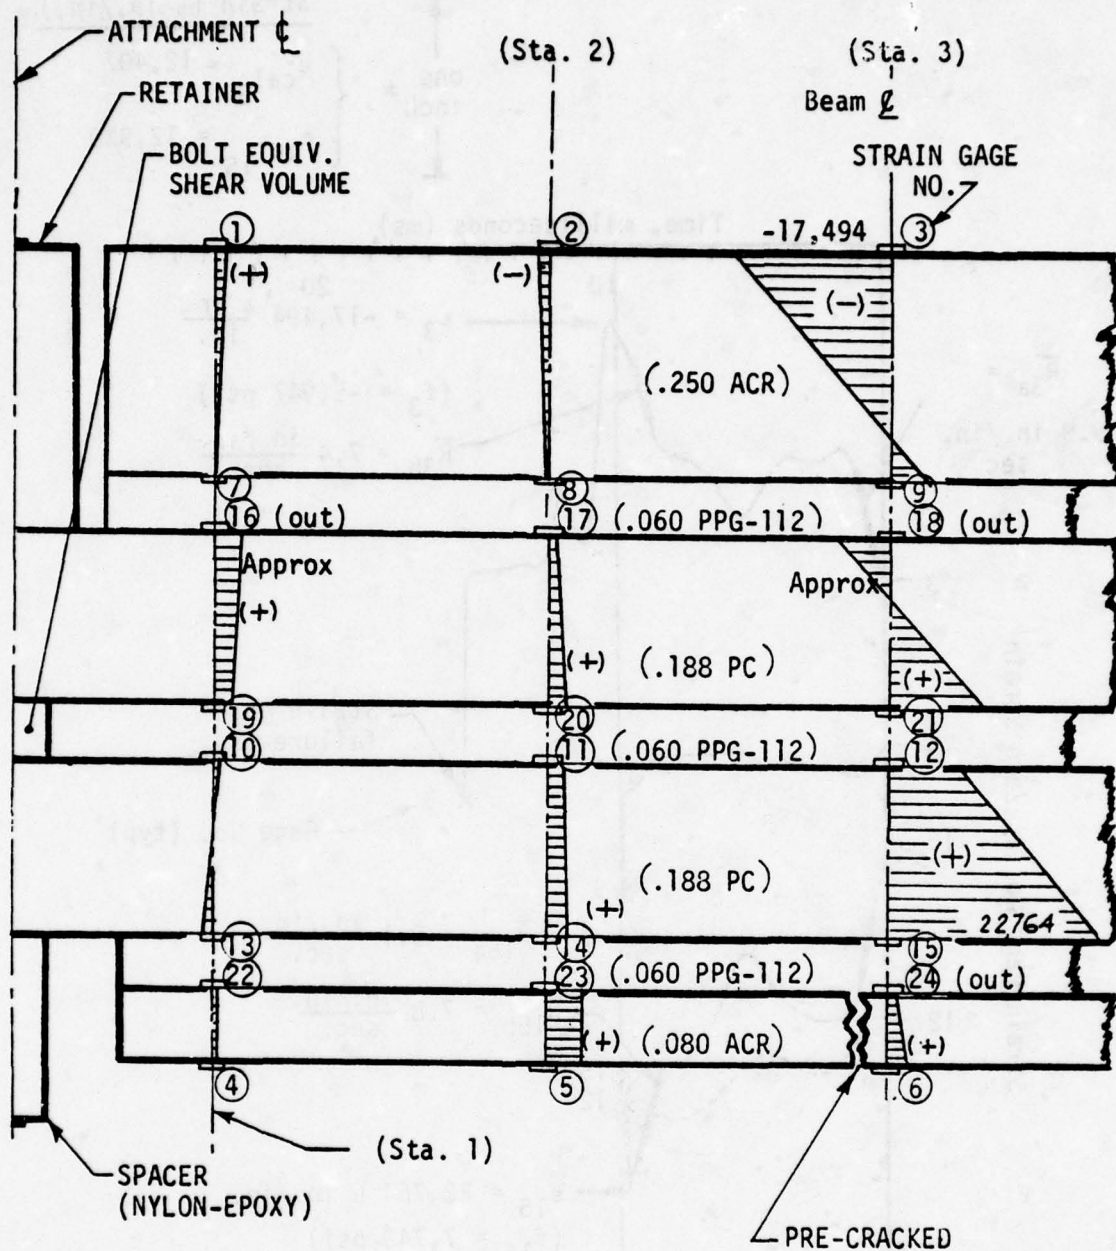 ATTACHMENT ℄
RETAINER
BOLT EQUIV.
SHEAR VOLUME
(Sta. 2)
(Sta. 3)
Beam ℄
STRAIN GAGE
NO.
1
2
-17,494
3
(+)
(-)
(-)
(.250 ACR)
7
8
9
16 (out)
17 (.060 PPG-112)
18 (out)
Approx
(+)
Approx
(+)
(.188 PC)
(+)
19
20
21
10
11 (.060 PPG-112)
12
(+)
(.188 PC)
(+)
22764
13
14
15
22
23 (.060 PPG-112)
24 (out)
(+) (.080 ACR)
(+)
4
5
6
(Sta. 1)
SPACER
(NYLON-EPOXY)
PRE-CRACKED